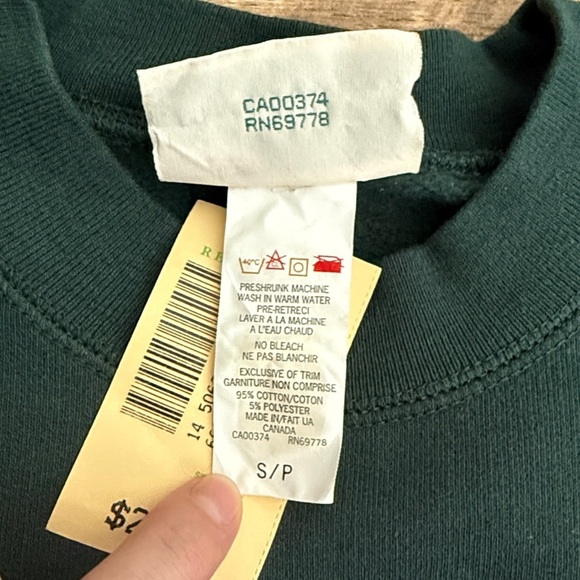 CA00374
RN69778
40°C
PRESHRUNK MACHINE
WASH IN WARM WATER
PRE-RETRECI
LAVER A LA MACHINE
A L'EAU CHAUD
NO BLEACH
NE PAS BLANCHIR
EXCLUSIVE OF TRIM
GARNITURE NON COMPRISE
95% COTTON/COTON
5% POLYESTER
MADE IN/FAIT UA
CANADA
CA00374 RN69778
S/P
14